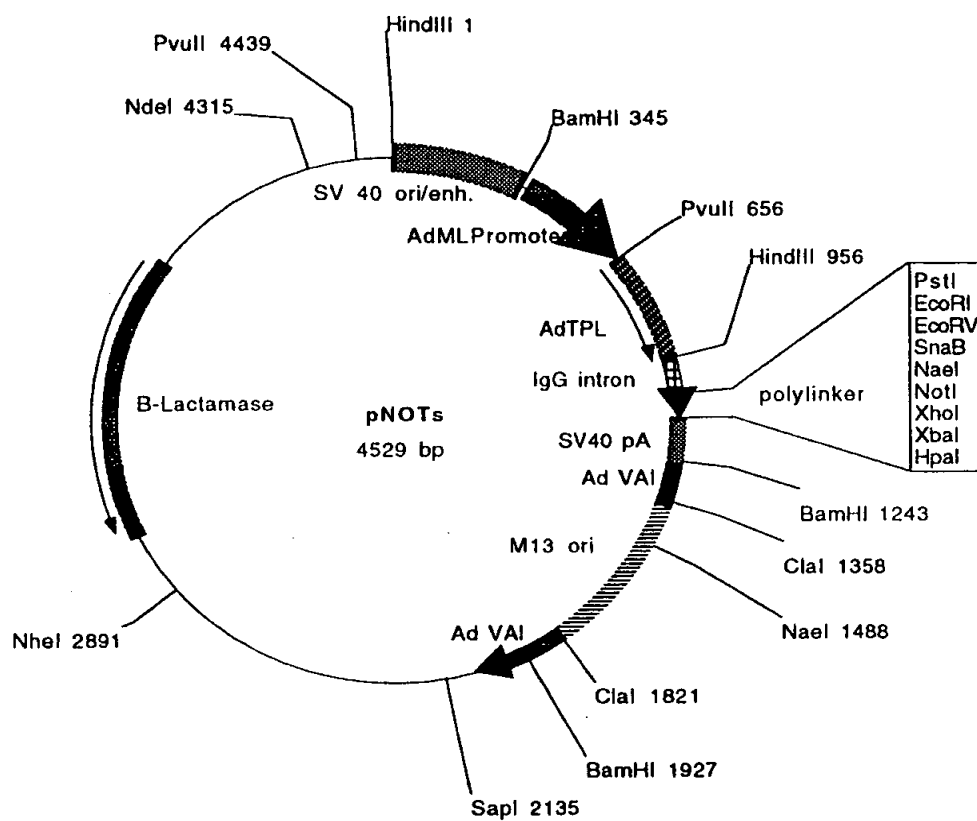 HindIII 1
PvuII 4439
NdeI 4315
BamHI 345
SV 40 ori/enh.
AdMLPromoter
PvuII 656
HindIII 956
PstI
EcoRI
EcoRV
SnaB
NaeI
NotI
XhoI
XbaI
HpaI
AdTPL
IgG intron
polylinker
B-Lactamase
pNOTs
4529 bp
SV40 pA
Ad VAI
BamHI 1243
M13 ori
ClaI 1358
NheI 2891
Ad VAI
NaeI 1488
ClaI 1821
BamHI 1927
SapI 2135